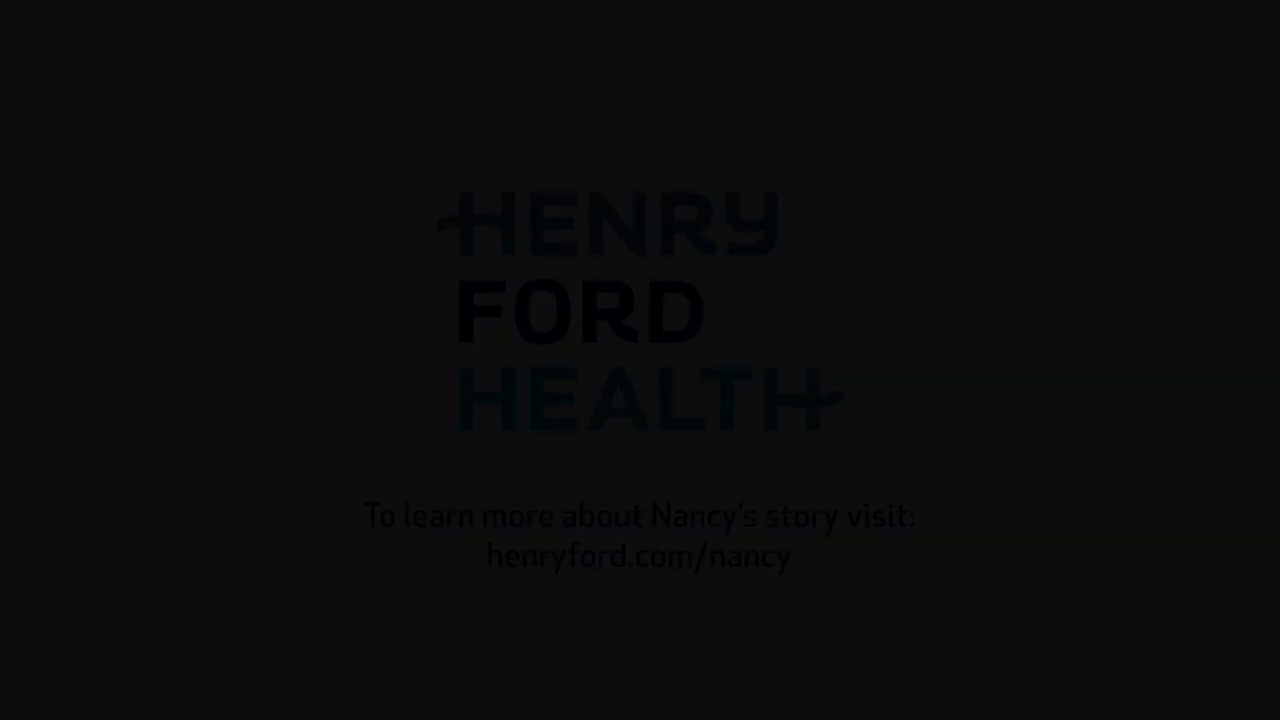 HENRY
FORD
HEALTH
To learn more about Nancy's story visit:
henryford.com/nancy